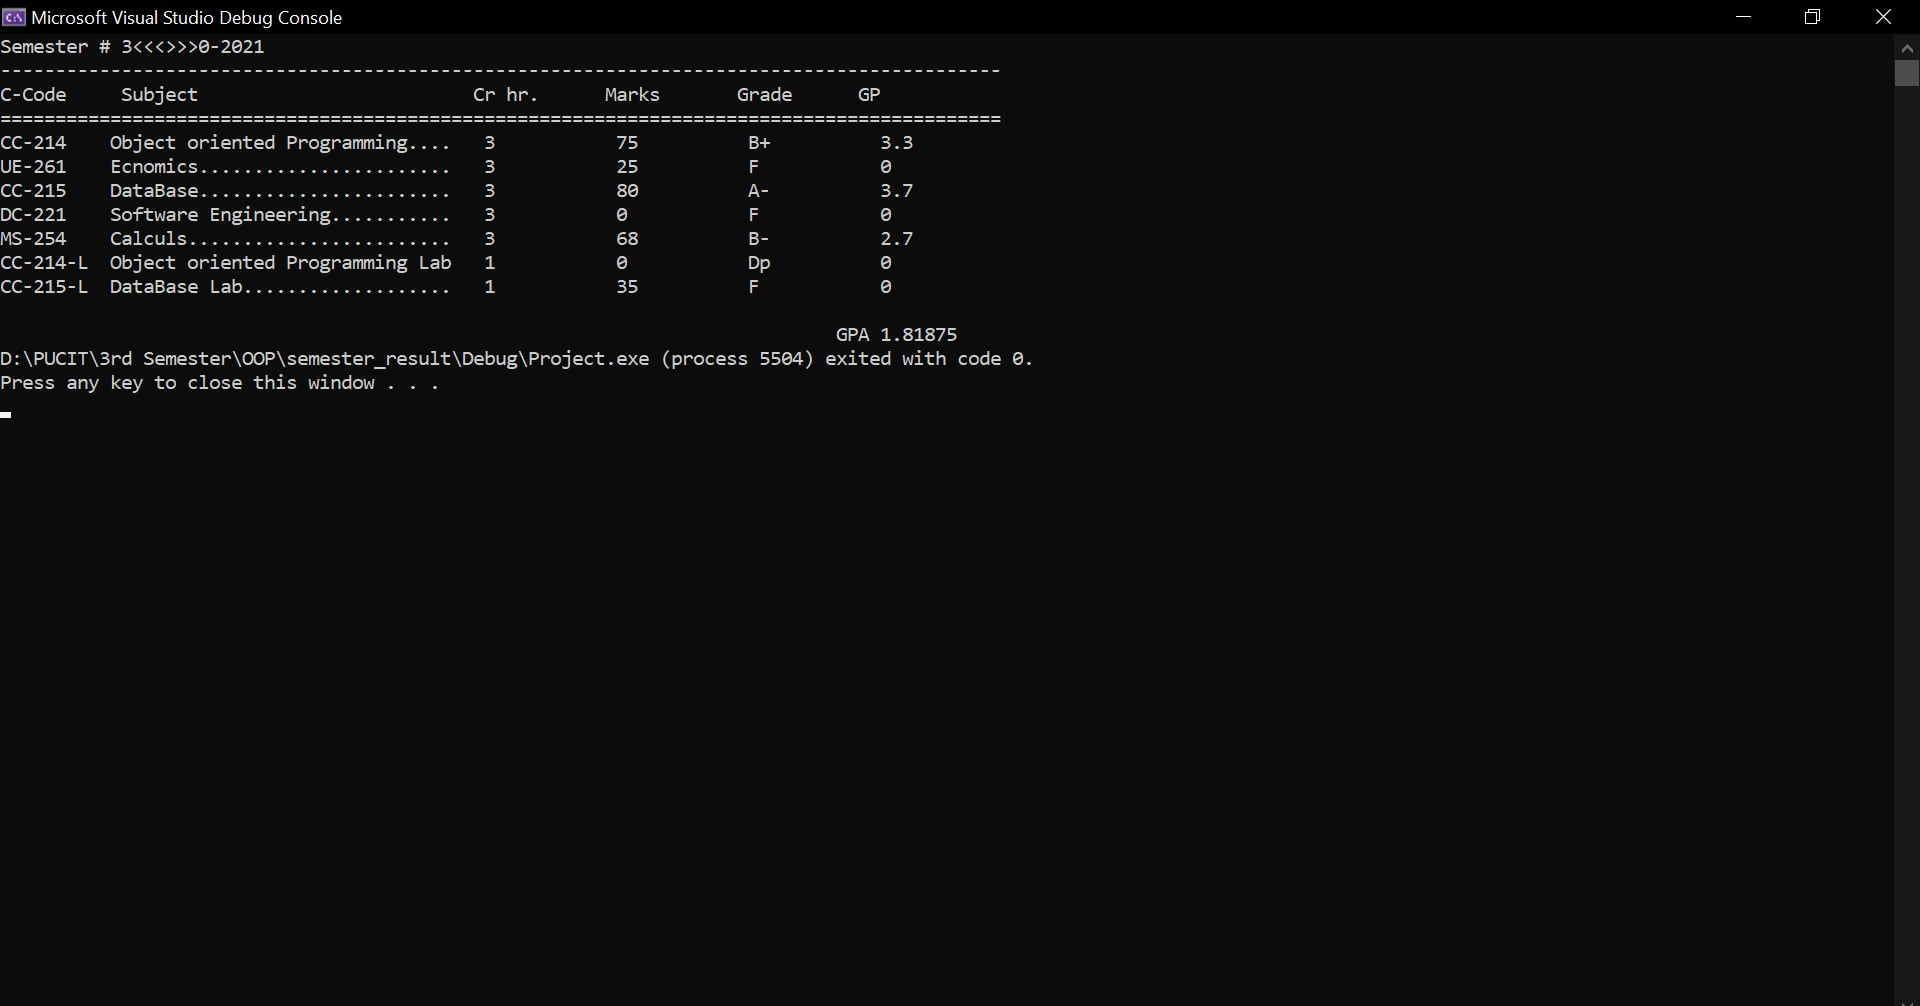 Microsoft Visual Studio Debug Console
Semester # 3<<<>>>0-2021
-------------------------------------------------------------------------------------------
C-Code     Subject                         Cr hr.      Marks       Grade      GP
===========================================================================================
CC-214    Object oriented Programming....   3           75          B+          3.3
UE-261    Ecnomics.......................   3           25          F           0
CC-215    DataBase.......................   3           80          A-          3.7
DC-221    Software Engineering...........   3           0           F           0
MS-254    Calculs........................   3           68          B-          2.7
CC-214-L  Object oriented Programming Lab   1           0           Dp          0
CC-215-L  DataBase Lab...................   1           35          F           0
GPA 1.81875
D:\PUCIT\3rd Semester\OOP\semester_result\Debug\Project.exe (process 5504) exited with code 0.
Press any key to close this window . . .